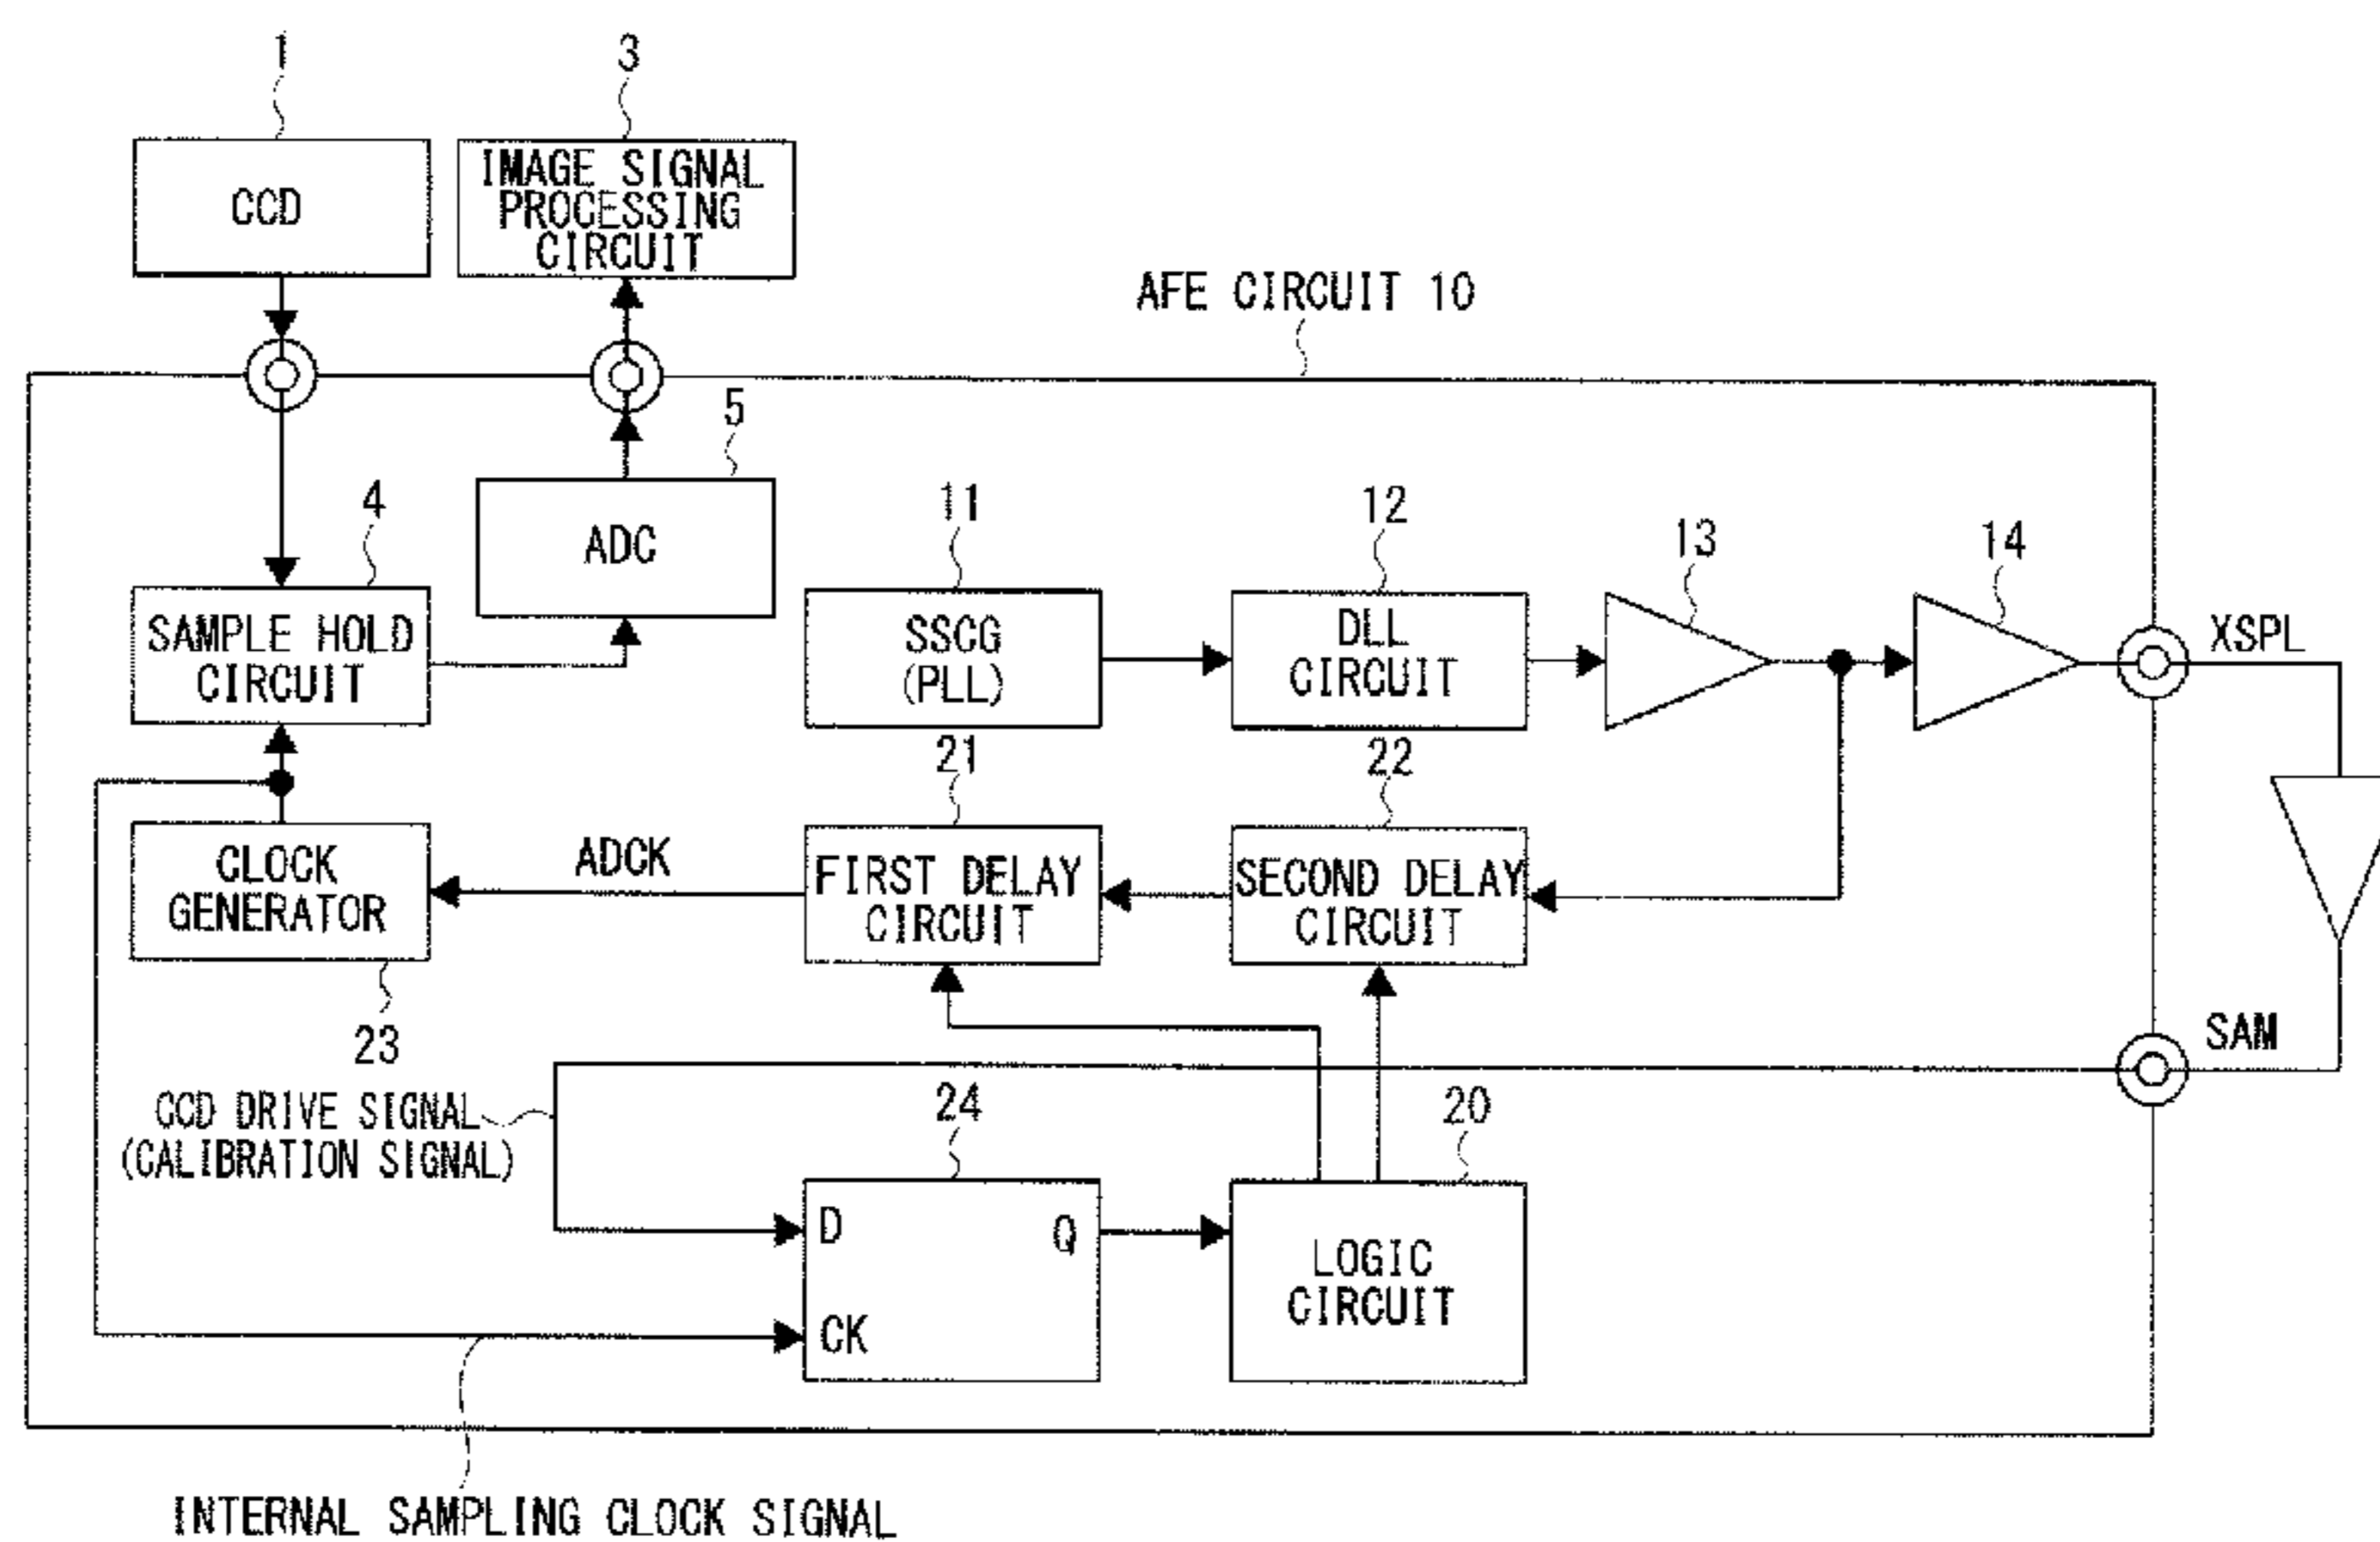 1
3
CCD
IMAGE SIGNAL
PROCESSING
CIRCUIT
AFE CIRCUIT 10
5
4
ADC
11
12
13
14
SAMPLE HOLD
CIRCUIT
SSCG
(PLL)
DLL
CIRCUIT
XSPL
21
22
CLOCK
GENERATOR
ADCK
FIRST DELAY
CIRCUIT
SECOND DELAY
CIRCUIT
23
SAM
CCD DRIVE SIGNAL
(CALIBRATION SIGNAL)
24
20
D
Q
CK
LOGIC
CIRCUIT
INTERNAL SAMPLING CLOCK SIGNAL